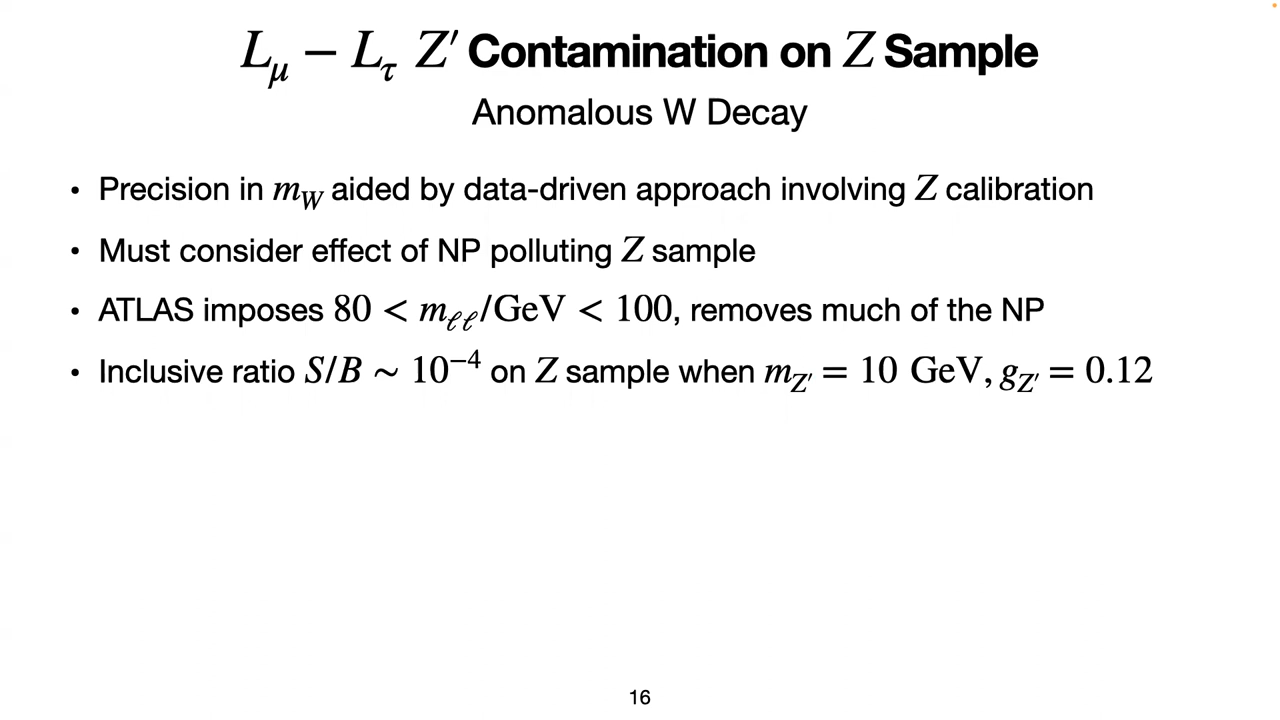 L_μ − L_τ Z′ Contamination on Z Sample
Anomalous W Decay
• Precision in m_W aided by data-driven approach involving Z calibration
• Must consider effect of NP polluting Z sample
• ATLAS imposes 80 < m_ℓℓ/GeV < 100, removes much of the NP
• Inclusive ratio S/B ∼ 10⁻⁴ on Z sample when m_Z′ = 10 GeV, g_Z′ = 0.12
16